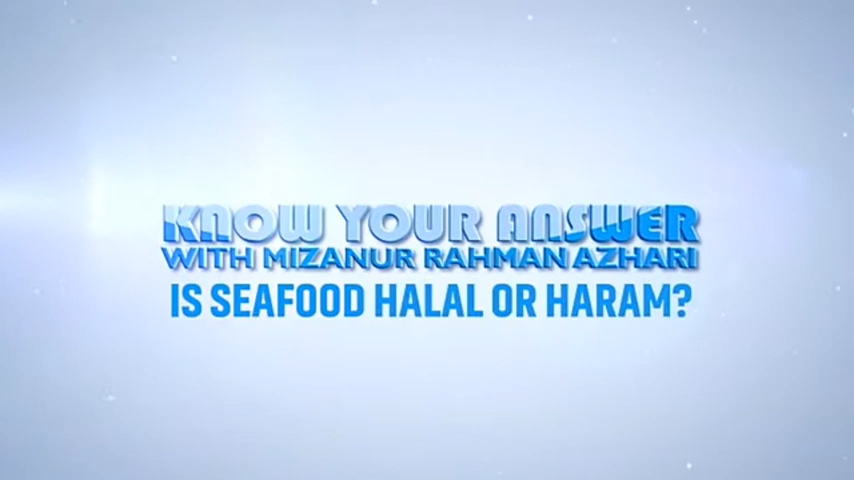 KNOW YOUR ANSWER
WITH MIZANUR RAHMAN AZHARI
IS SEAFOOD HALAL OR HARAM?